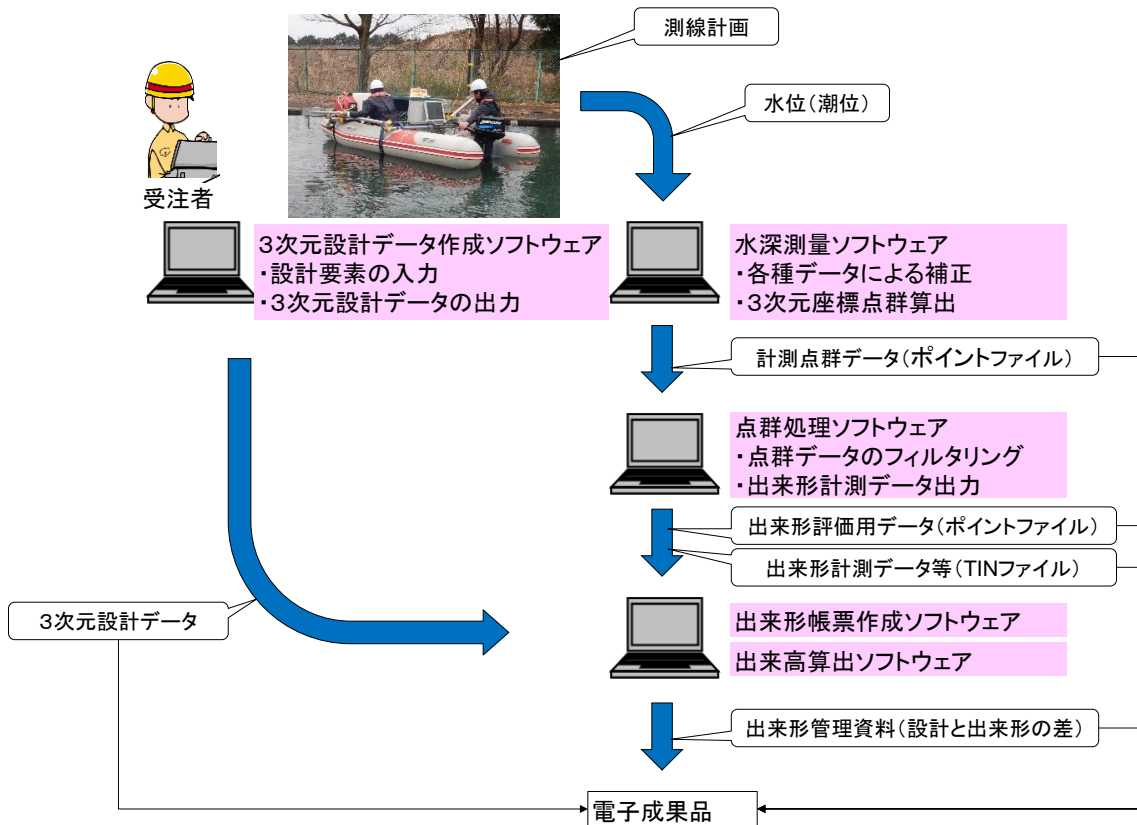 測線計画
水位(潮位)
受注者
3次元設計データ作成ソフトウェア
・設計要素の入力
・3次元設計データの出力
水深測量ソフトウェア
・各種データによる補正
・3次元座標点群算出
計測点群データ(ポイントファイル)
点群処理ソフトウェア
・点群データのフィルタリング
・出来形計測データ出力
出来形評価用データ(ポイントファイル)
出来形計測データ等(TINファイル)
3次元設計データ
出来形帳票作成ソフトウェア
出来高算出ソフトウェア
出来形管理資料(設計と出来形の差)
電子成果品